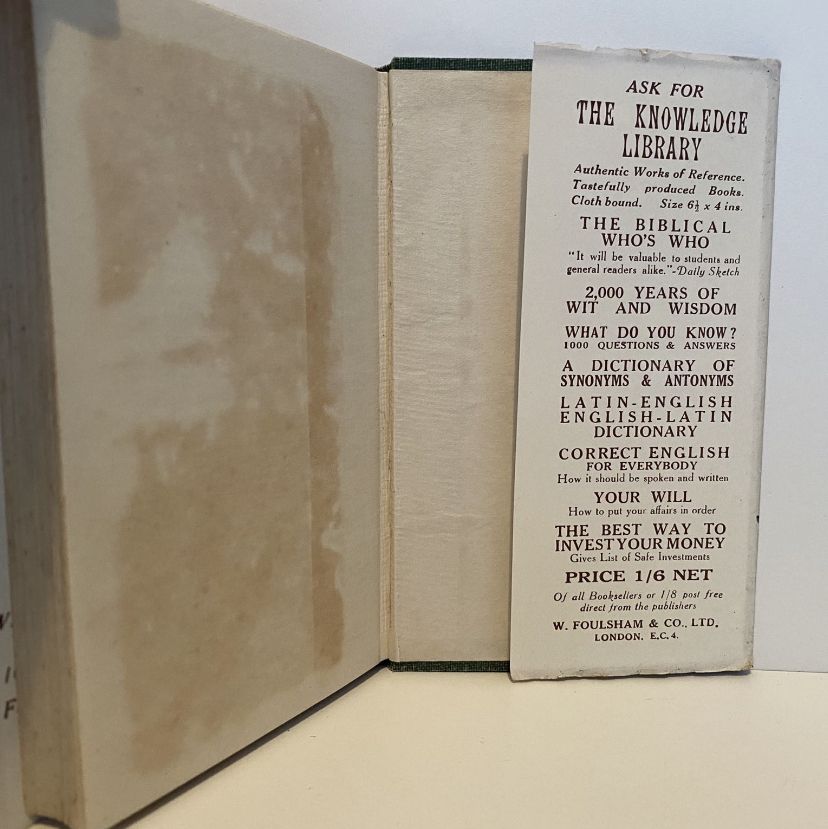 ASK FOR
THE KNOWLEDGE
LIBRARY
Authentic Works of Reference.
Tastefully produced Books.
Cloth bound. Size 6½ x 4 ins.
THE BIBLICAL
WHO'S WHO
"It will be valuable to students and
general readers alike."-Daily Sketch
2,000 YEARS OF
WIT AND WISDOM
WHAT DO YOU KNOW?
1000 QUESTIONS & ANSWERS
A DICTIONARY OF
SYNONYMS & ANTONYMS
LATIN-ENGLISH
ENGLISH-LATIN
DICTIONARY
CORRECT ENGLISH
FOR EVERYBODY
How it should be spoken and written
YOUR WILL
How to put your affairs in order
THE BEST WAY TO
INVEST YOUR MONEY
Gives List of Safe Investments
PRICE 1/6 NET
Of all Booksellers or 1/8 post free
direct from the publishers
W. FOULSHAM & CO., LTD.
LONDON. E.C.4.